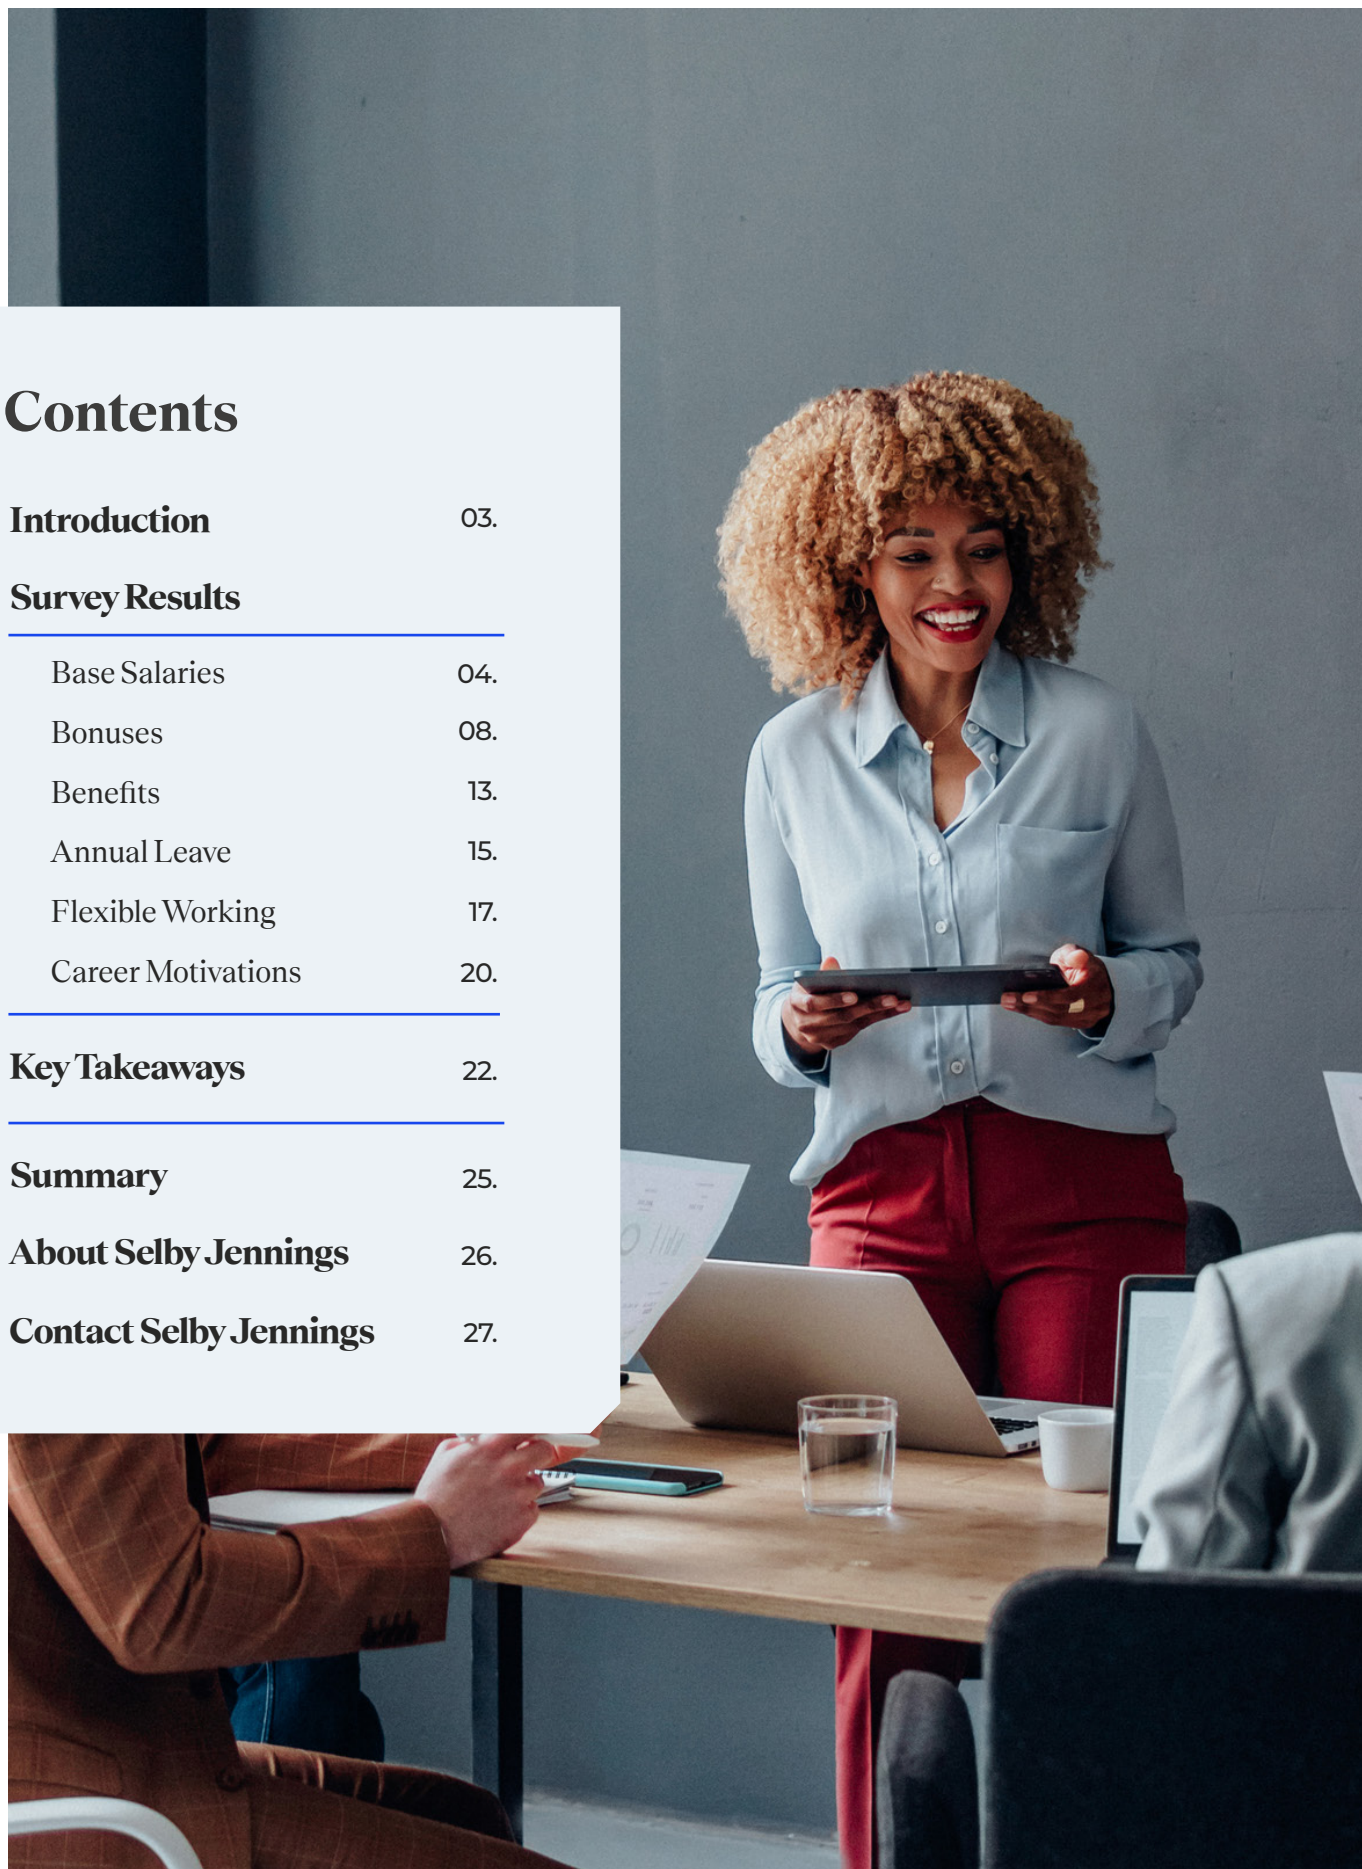 Contents
Introduction 03.
Survey Results
Base Salaries 04.
Bonuses 08.
Benefits 13.
Annual Leave 15.
Flexible Working 17.
Career Motivations 20.
Key Takeaways 22.
Summary 25.
About Selby Jennings 26.
Contact Selby Jennings 27.